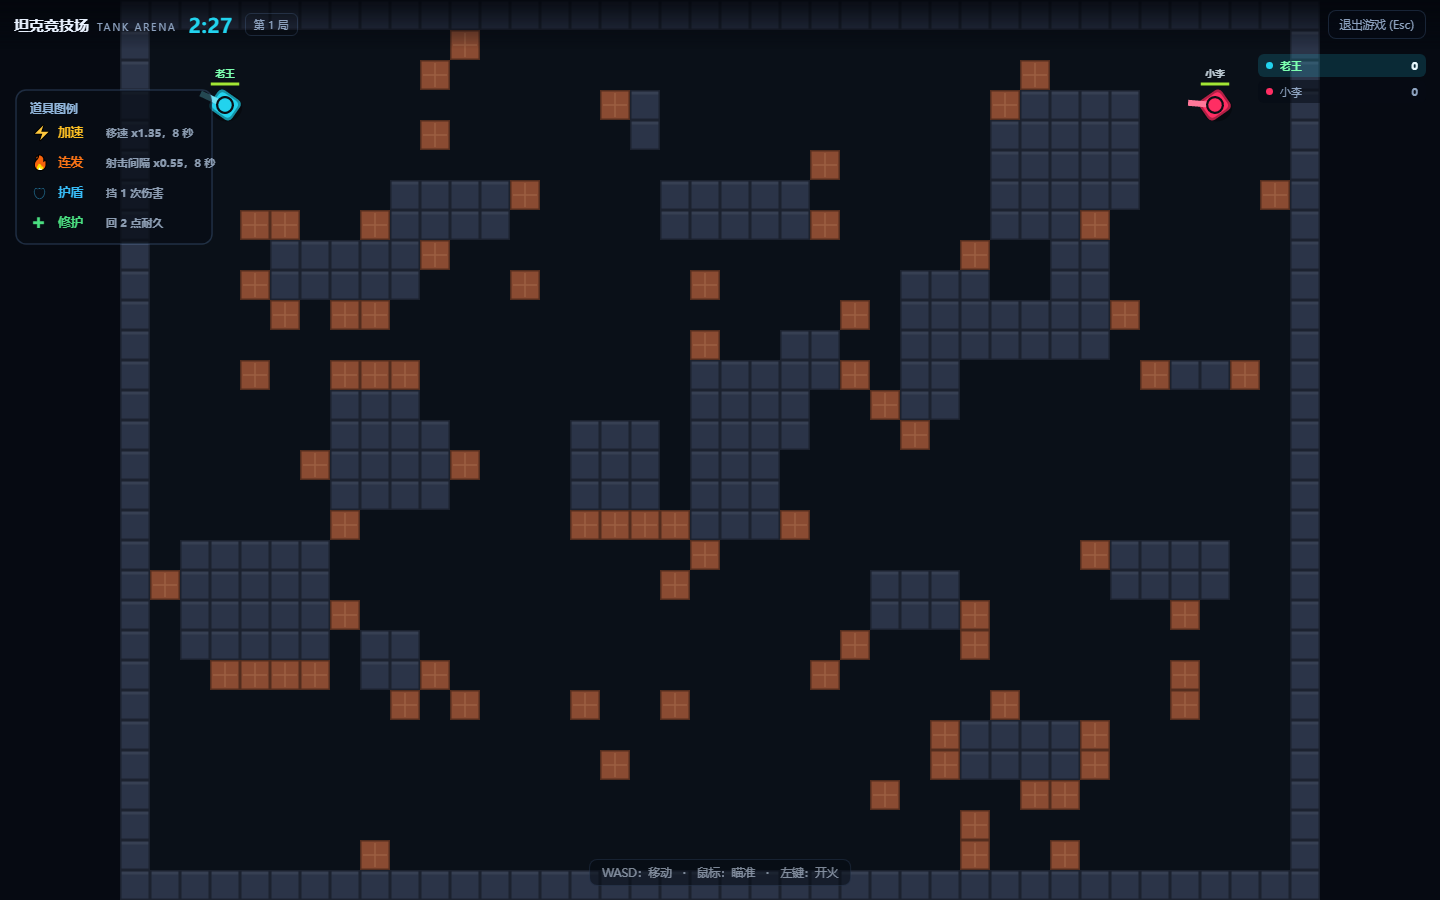 坦克竞技场 TANK ARENA 2:27 第 1 局
退出游戏 (Esc)
老王 0
小李 0
老王
小李
道具图例
加速 移速 x1.35，8 秒
连发 射击间隔 x0.55，8 秒
护盾 挡 1 次伤害
修护 回 2 点耐久
WASD：移动 · 鼠标：瞄准 · 左键：开火